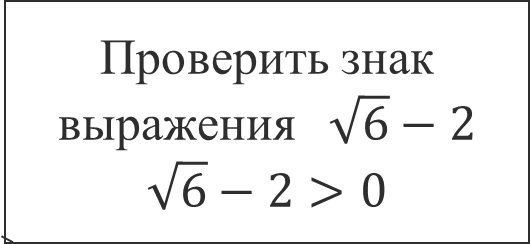 Проверить знак
выражения √6 − 2
√6 − 2 > 0